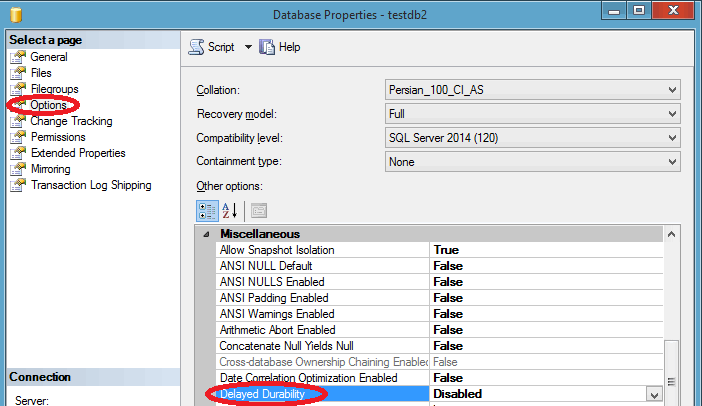 Database Properties - testdb2
Select a page
General
Files
Filegroups
Options
Change Tracking
Permissions
Extended Properties
Mirroring
Transaction Log Shipping
Connection
Server:
Script
Help
Collation:
Persian_100_CI_AS
Recovery model:
Full
Compatibility level:
SQL Server 2014 (120)
Containment type:
None
Other options:
Miscellaneous
Allow Snapshot Isolation True
ANSI NULL Default False
ANSI NULLS Enabled False
ANSI Padding Enabled False
ANSI Warnings Enabled False
Arithmetic Abort Enabled False
Concatenate Null Yields Null False
Cross-database Ownership Chaining Enabled False
Date Correlation Optimization Enabled False
Delayed Durability Disabled